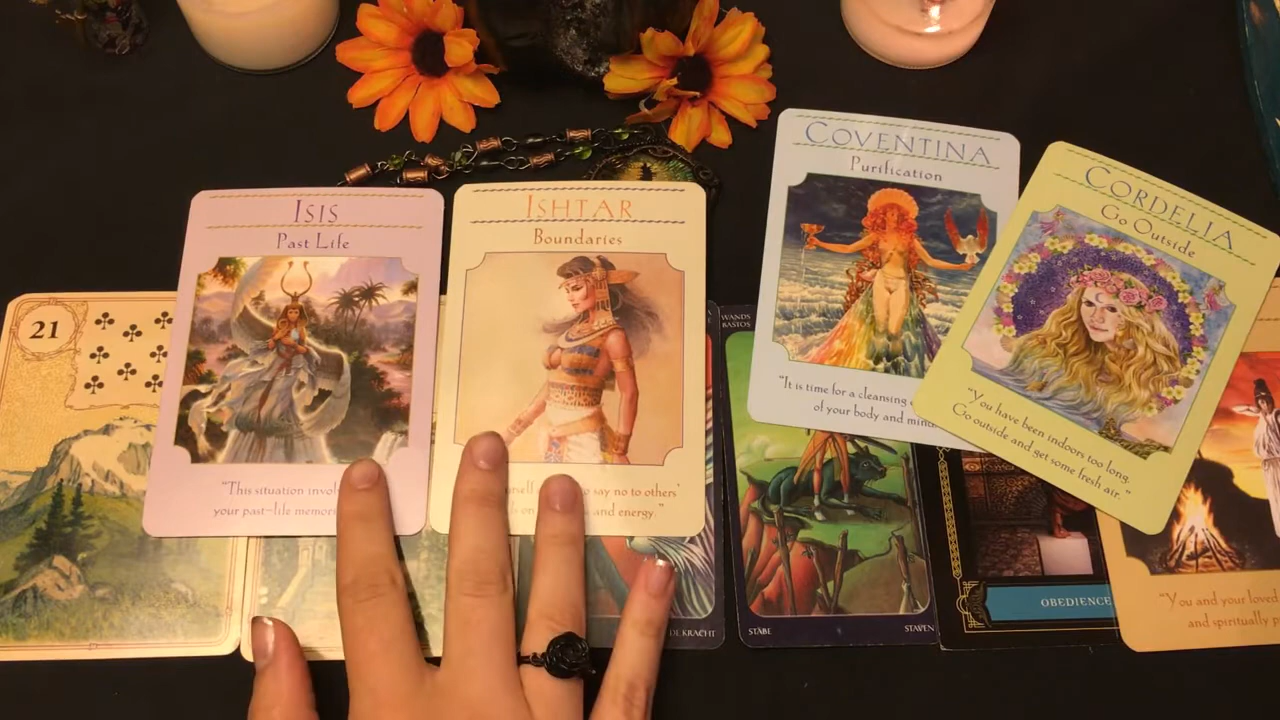 ISIS
Past Life
"This situation
your past-life
ISHTAR
Boundaries
to say no to others'
and energy."
COVENTINA
Purification
"It is time for a cleansing
of your body and
CORDELIA
Go Outside
"You have been indoors too long.
Go outside and get some fresh air."
21
WANDS
BASTOS
DE KRACHT
STÄBE
STAVEN
OBEDIENCE
"You and your loved
and spiritually